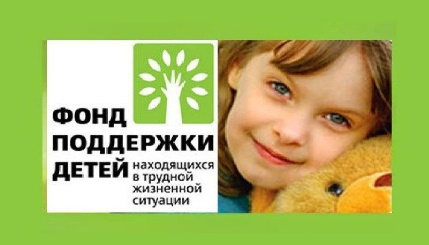 ФОНД
ПОДДЕРЖКИ
ДЕТЕЙ находящихся
в трудной
жизненной
ситуации